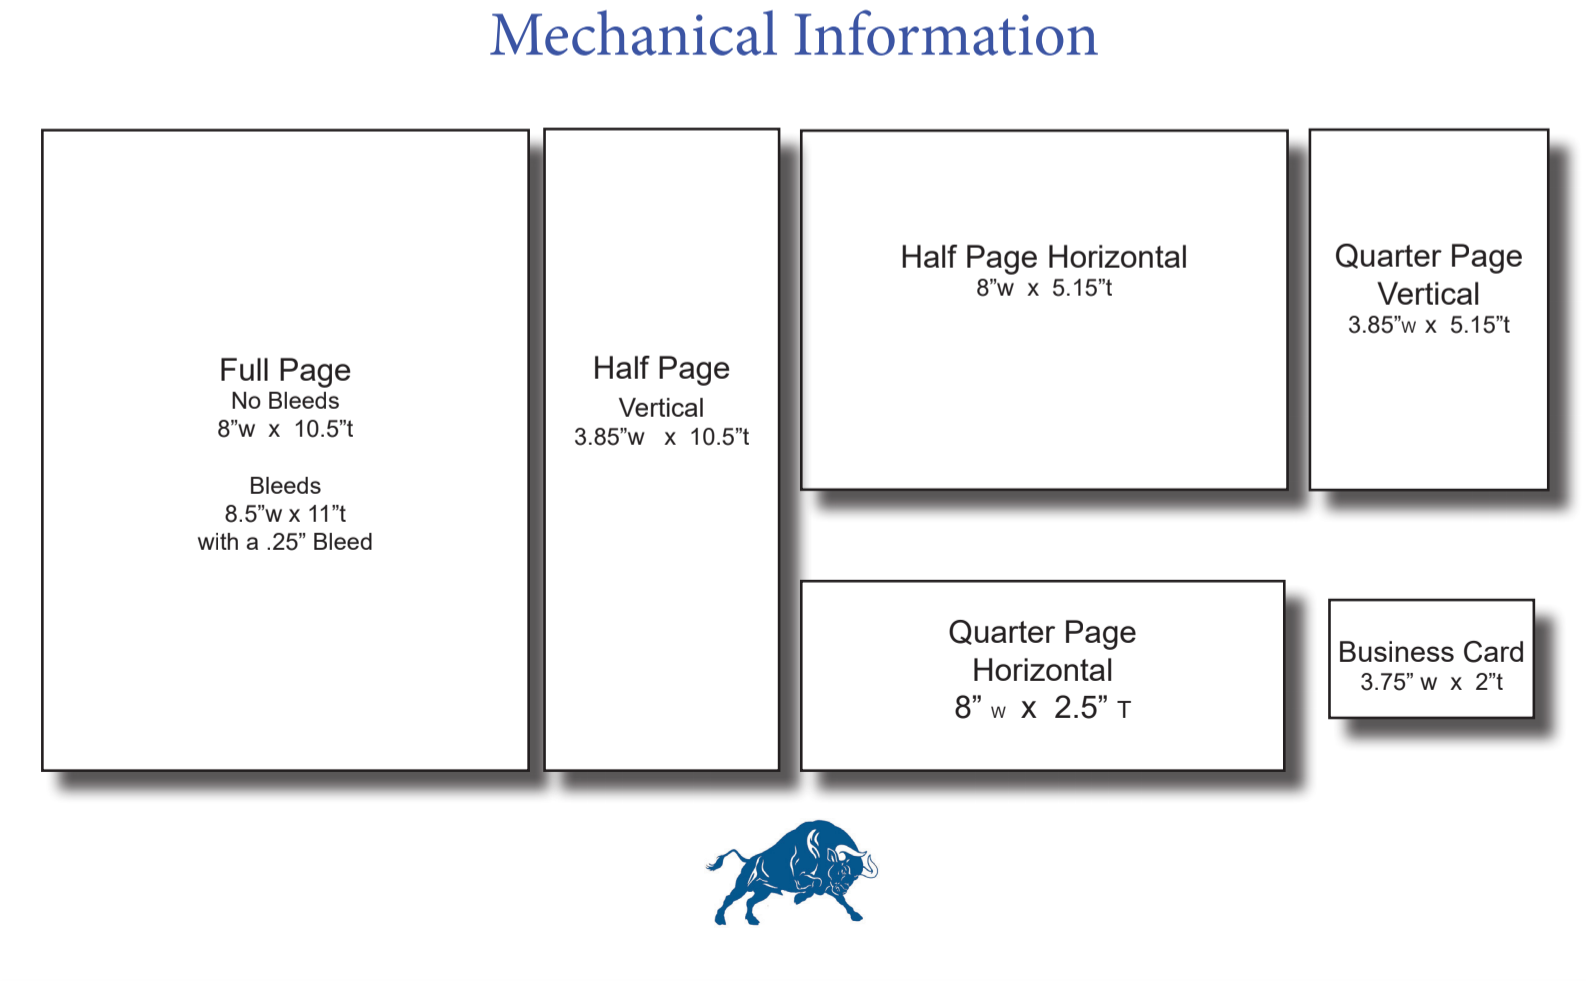 Mechanical Information
Full Page
No Bleeds
8”w x 10.5”t
Bleeds
8.5”w x 11”t
with a .25” Bleed
Half Page
Vertical
3.85”w x 10.5”t
Half Page Horizontal
8”w x 5.15”t
Quarter Page
Vertical
3.85”w x 5.15”t
Quarter Page
Horizontal
8” w x 2.5” T
Business Card
3.75” w x 2”t